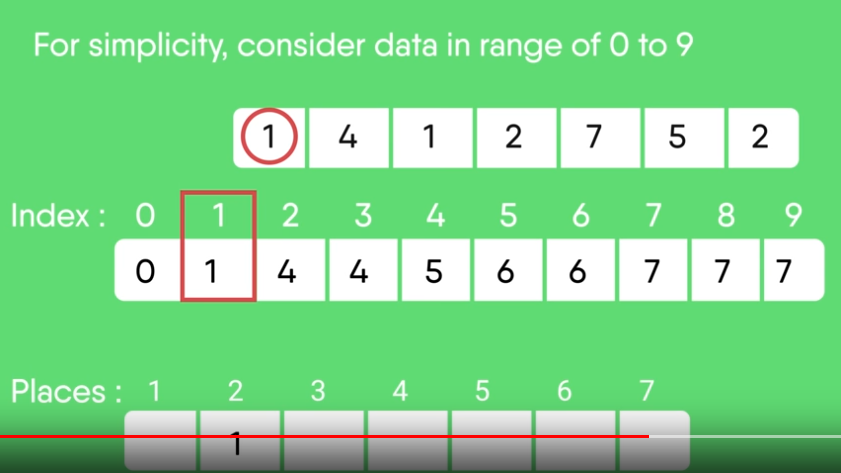 For simplicity, consider data in range of 0 to 9
1 4 1 2 7 5 2
Index : 0 1 2 3 4 5 6 7 8 9
0 1 4 4 5 6 6 7 7 7
Places : 1 2 3 4 5 6 7
1